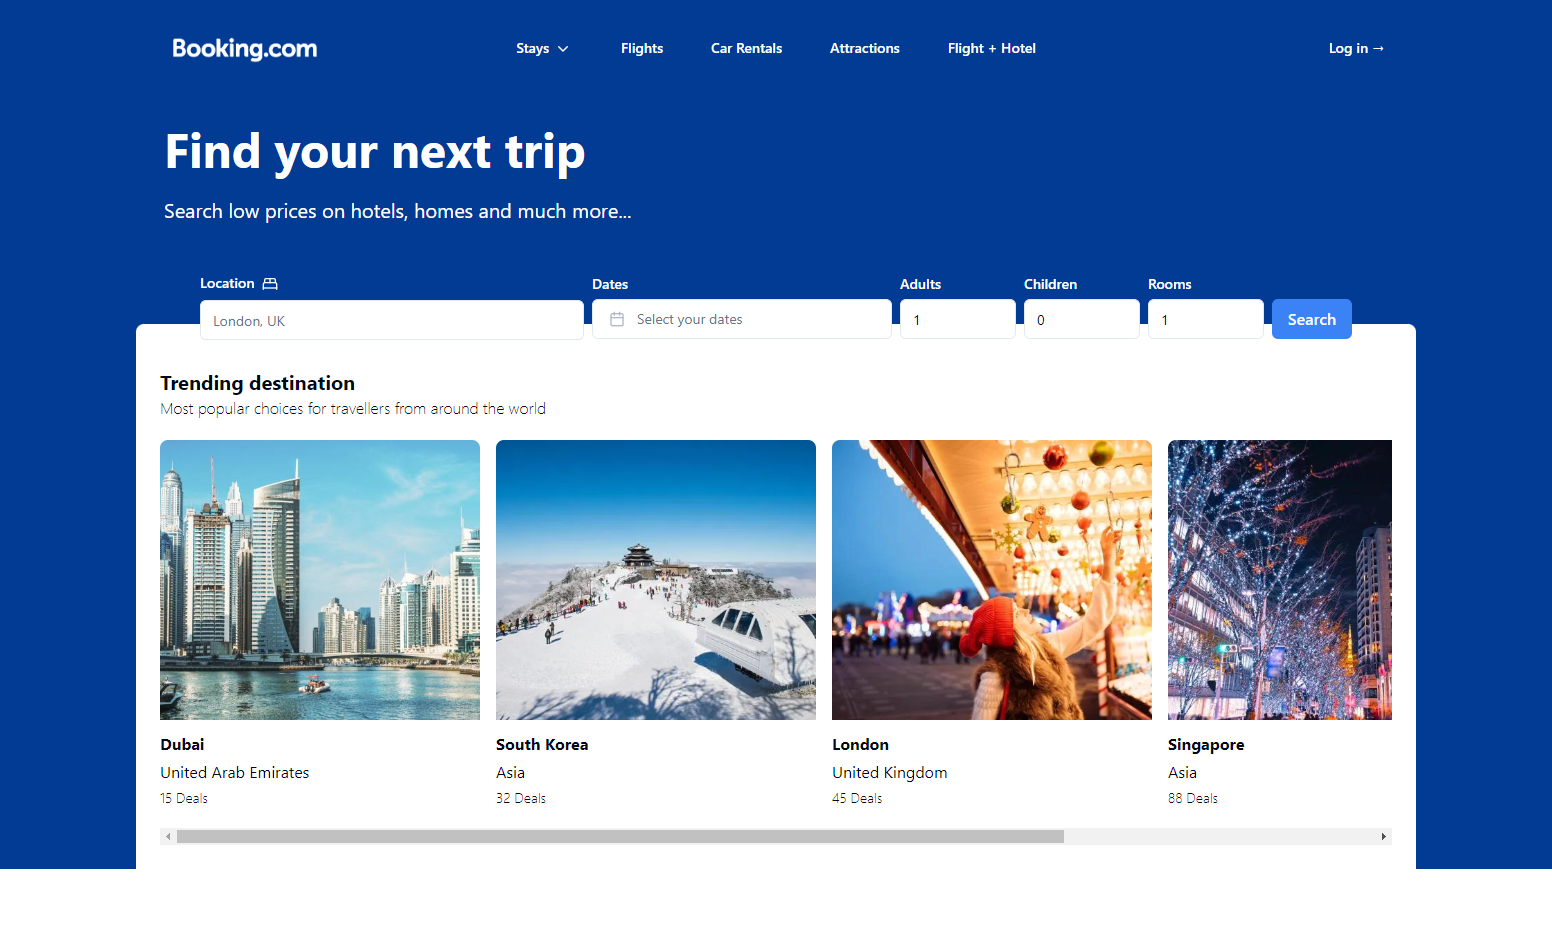 Booking.com
Stays
Flights
Car Rentals
Attractions
Flight + Hotel
Log in →
Find your next trip
Search low prices on hotels, homes and much more...
Location
Dates
Adults
Children
Rooms
London, UK
Select your dates
1
0
1
Search
Trending destination
Most popular choices for travellers from around the world
Dubai
United Arab Emirates
15 Deals
South Korea
Asia
32 Deals
London
United Kingdom
45 Deals
Singapore
Asia
88 Deals